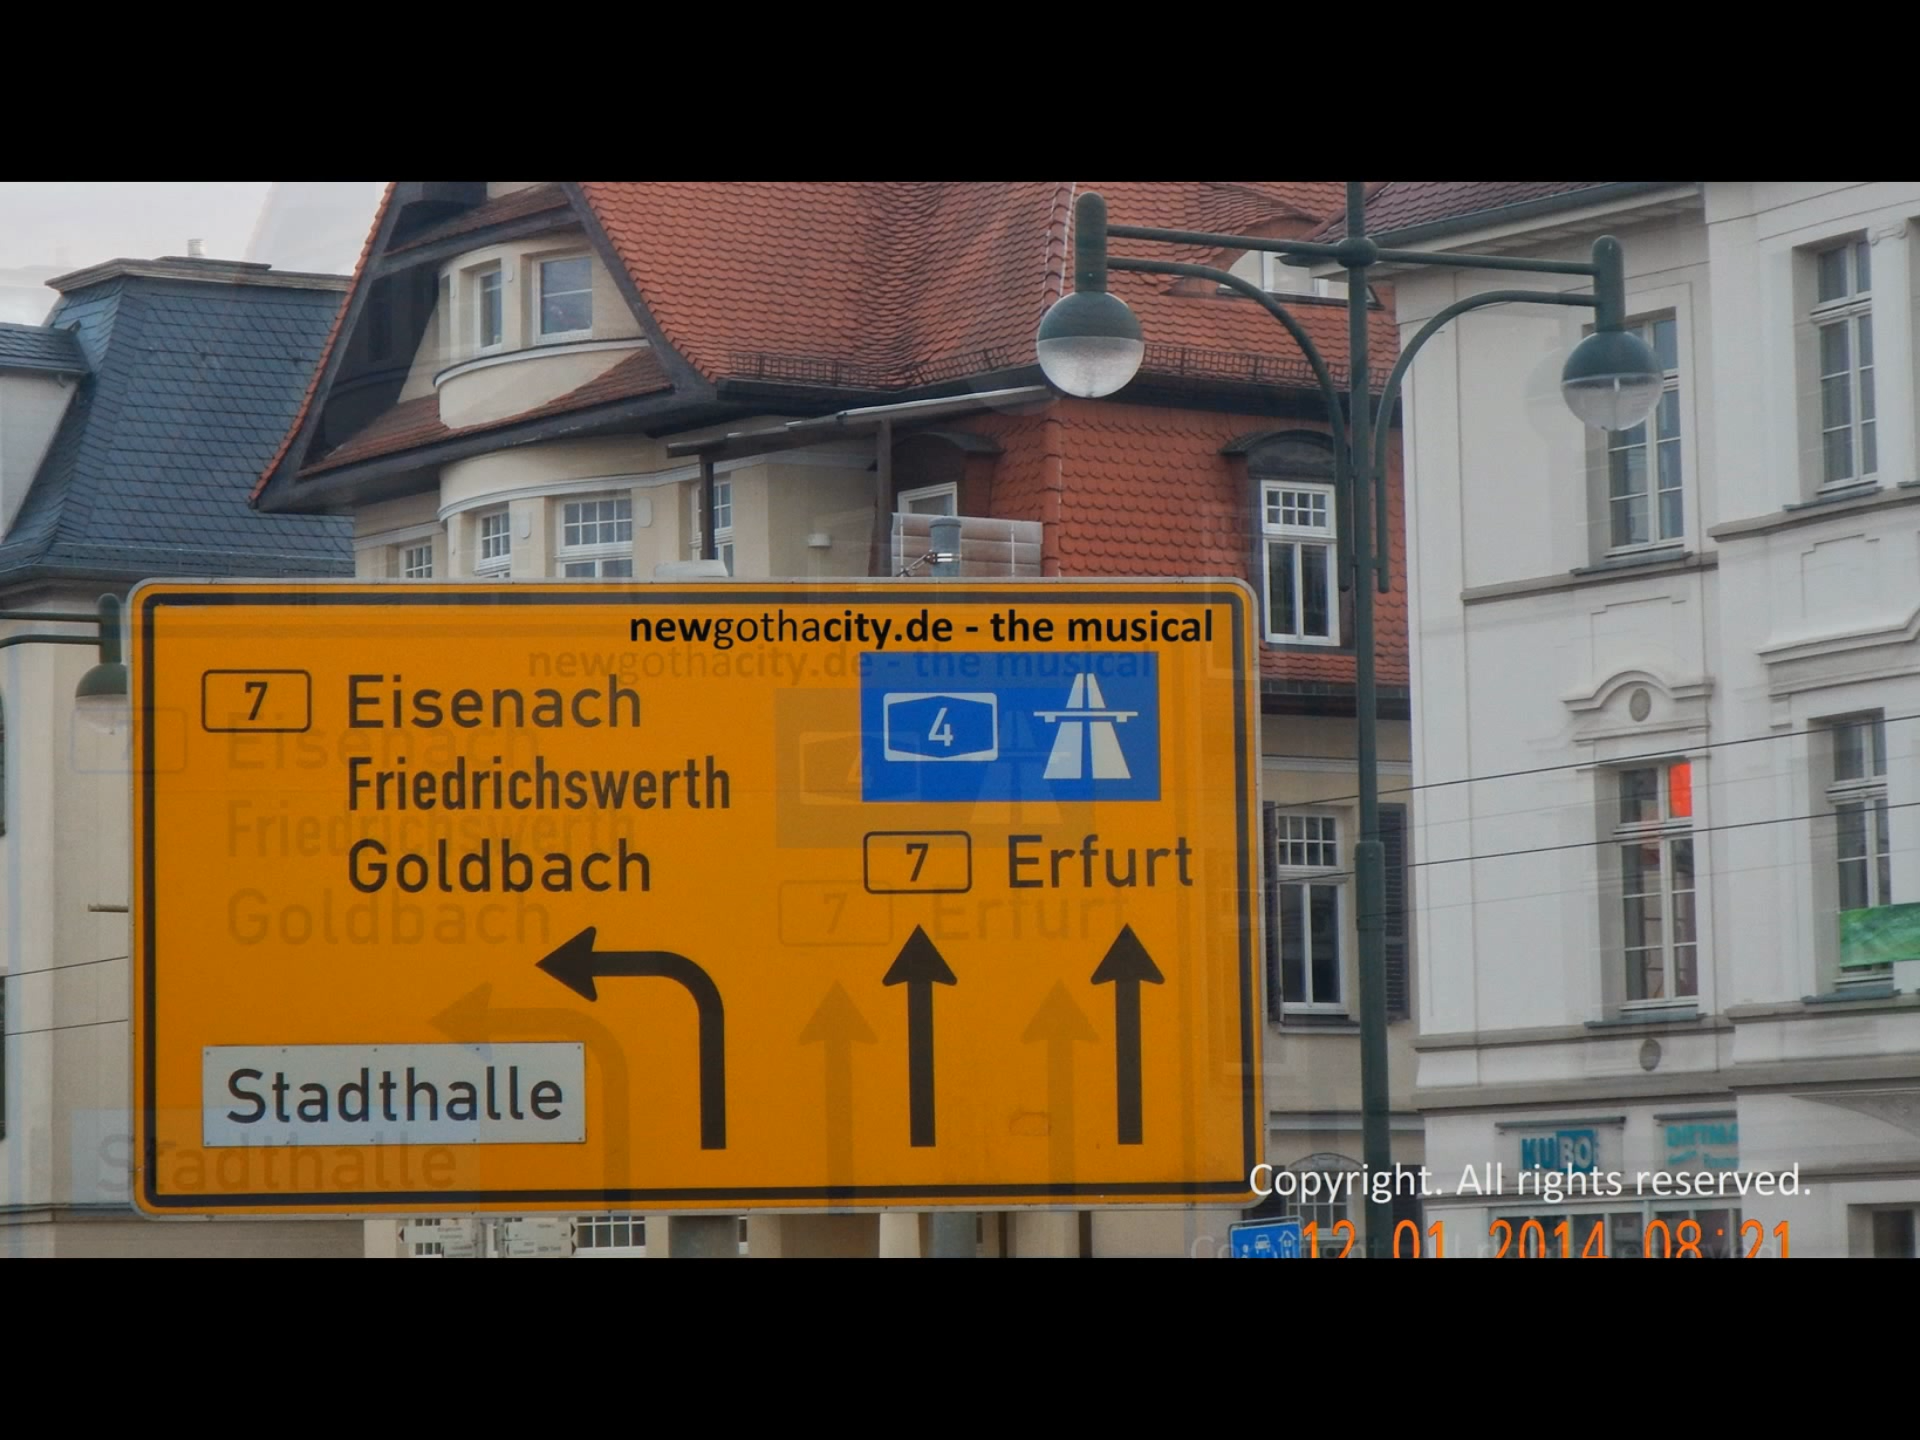 newgothacity.de - the musical
7 Eisenach
Friedrichswerth
Goldbach
4
7 Erfurt
Stadthalle
KUBO
Copyright. All rights reserved.
12 01 2014 08:21